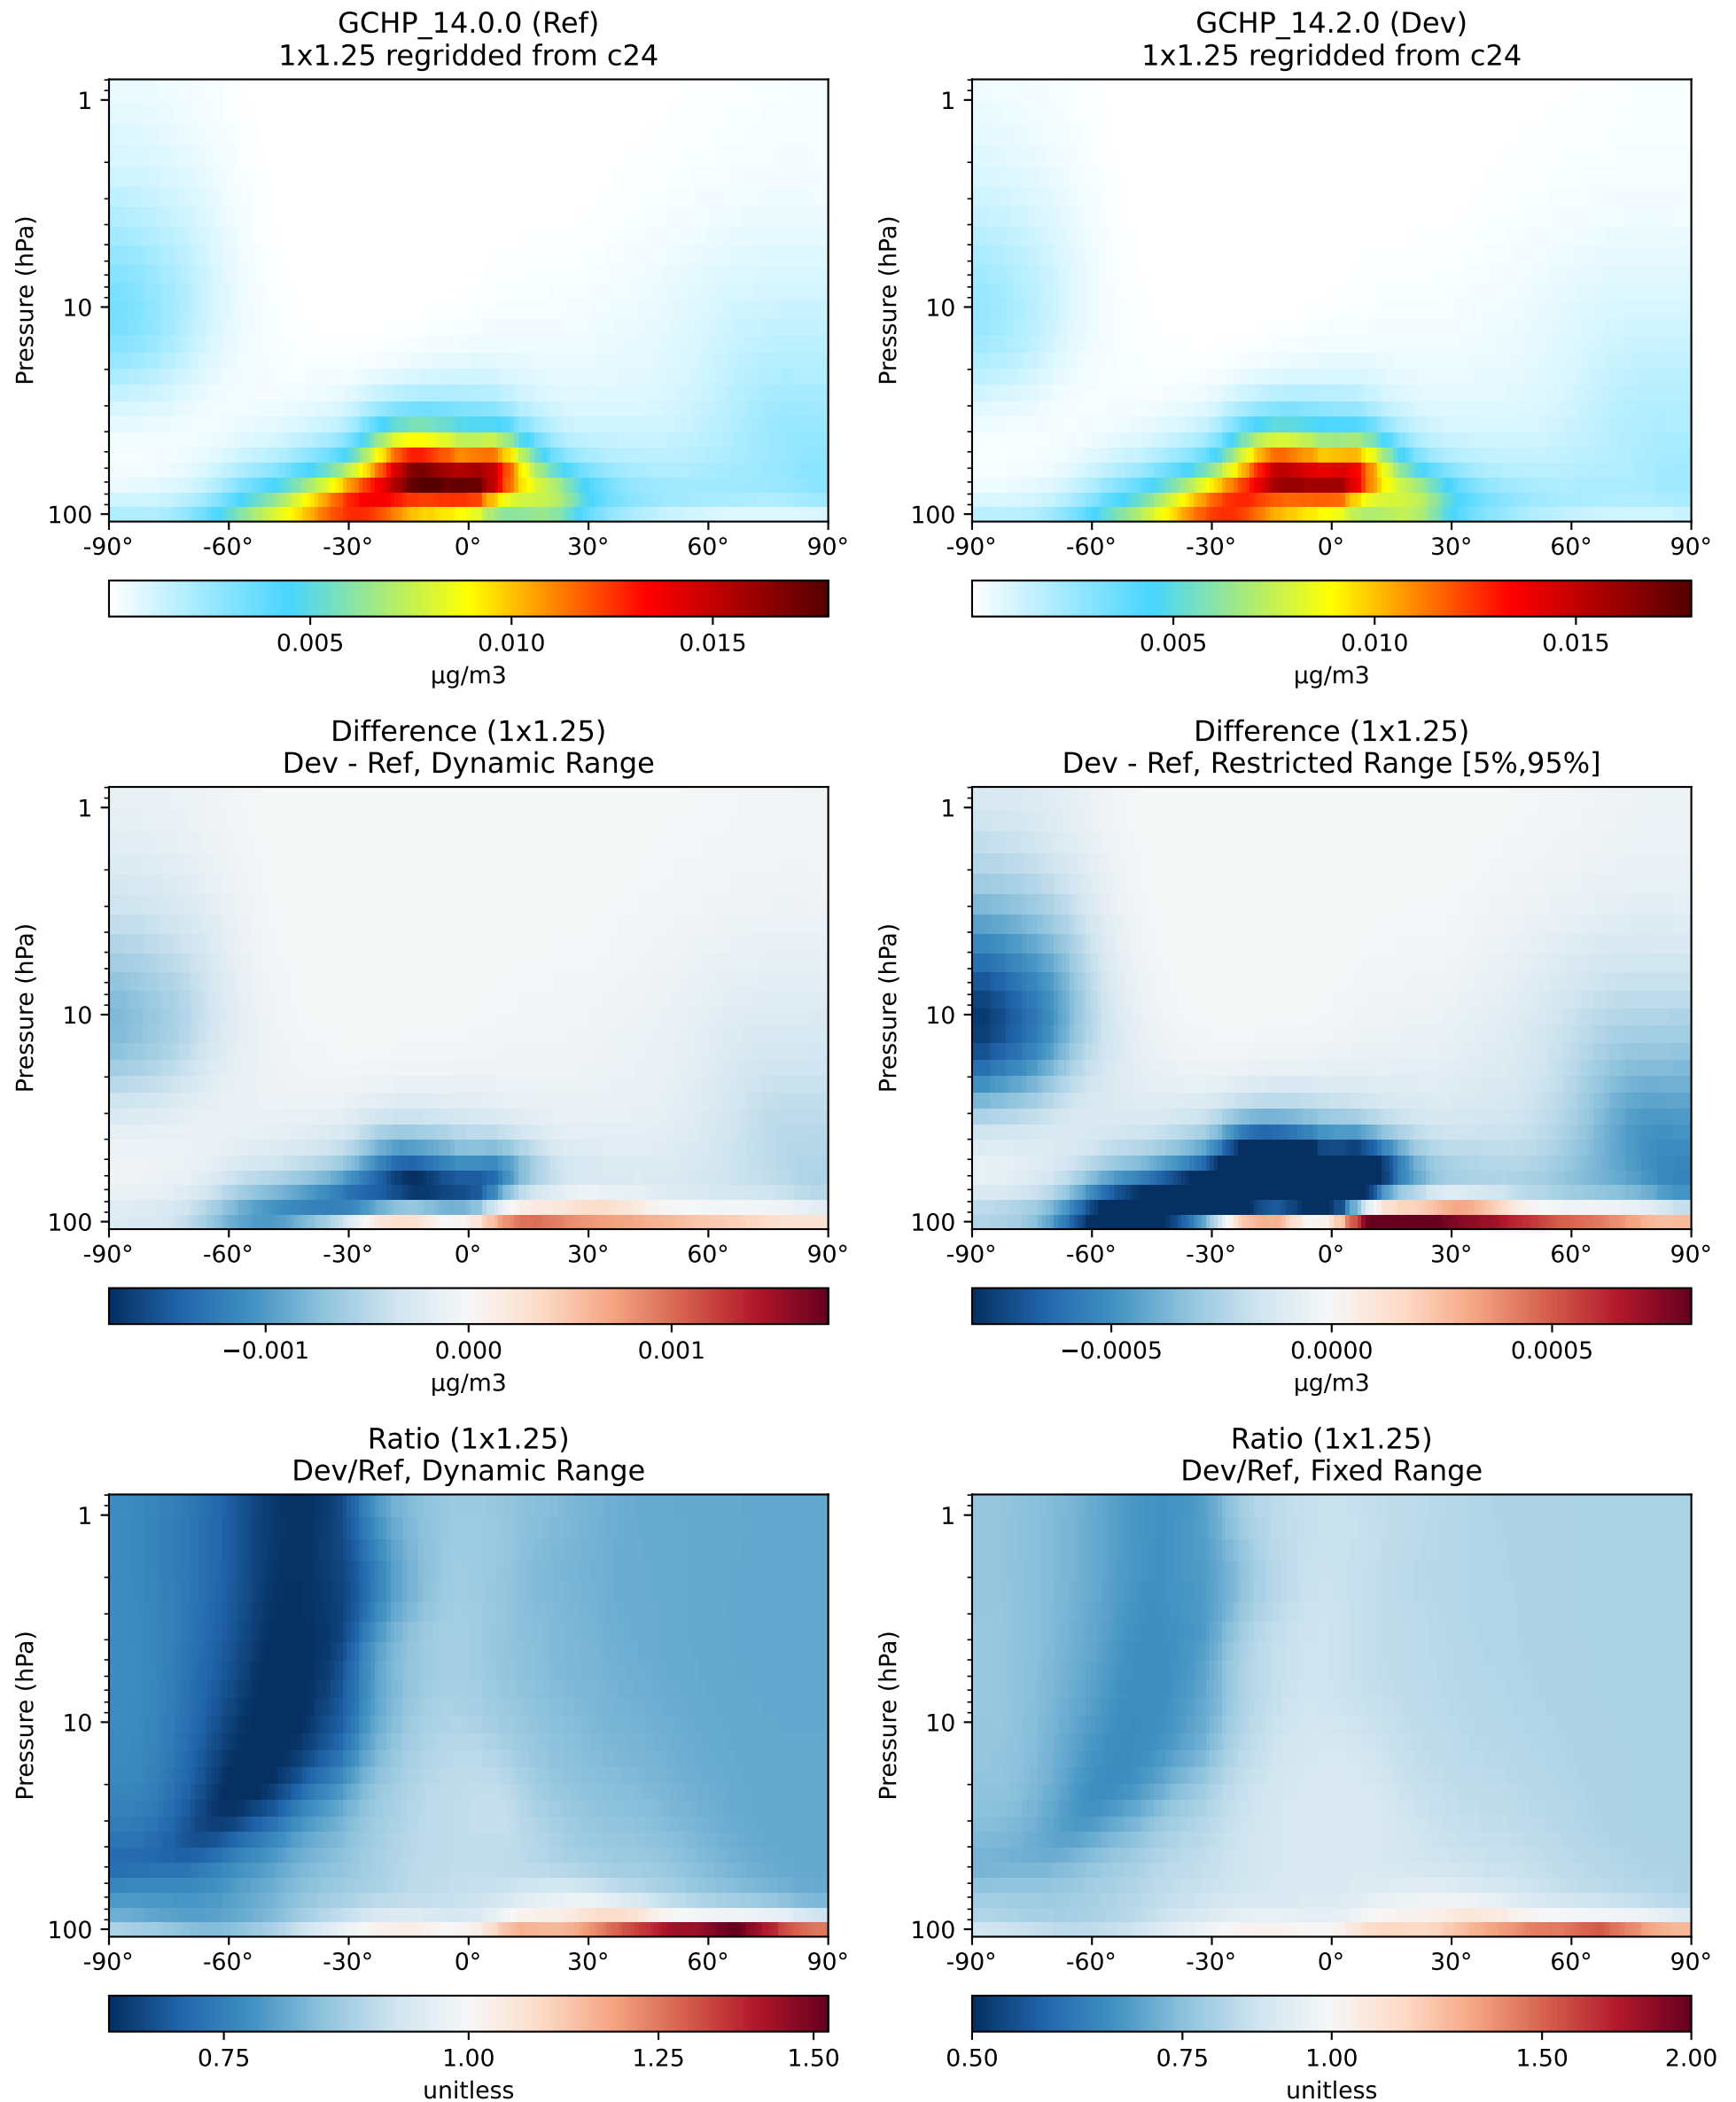 GCHP_14.0.0 (Ref)
1x1.25 regridded from c24
Pressure (hPa)
1
10
100
-90° -60° -30° 0° 30° 60° 90°
0.005 0.010 0.015
µg/m3
GCHP_14.2.0 (Dev)
1x1.25 regridded from c24
Pressure (hPa)
1
10
100
-90° -60° -30° 0° 30° 60° 90°
0.005 0.010 0.015
µg/m3
Difference (1x1.25)
Dev - Ref, Dynamic Range
Pressure (hPa)
1
10
100
-90° -60° -30° 0° 30° 60° 90°
−0.001 0.000 0.001
µg/m3
Difference (1x1.25)
Dev - Ref, Restricted Range [5%,95%]
Pressure (hPa)
1
10
100
-90° -60° -30° 0° 30° 60° 90°
−0.0005 0.0000 0.0005
µg/m3
Ratio (1x1.25)
Dev/Ref, Dynamic Range
Pressure (hPa)
1
10
100
-90° -60° -30° 0° 30° 60° 90°
0.75 1.00 1.25 1.50
unitless
Ratio (1x1.25)
Dev/Ref, Fixed Range
Pressure (hPa)
1
10
100
-90° -60° -30° 0° 30° 60° 90°
0.50 0.75 1.00 1.50 2.00
unitless